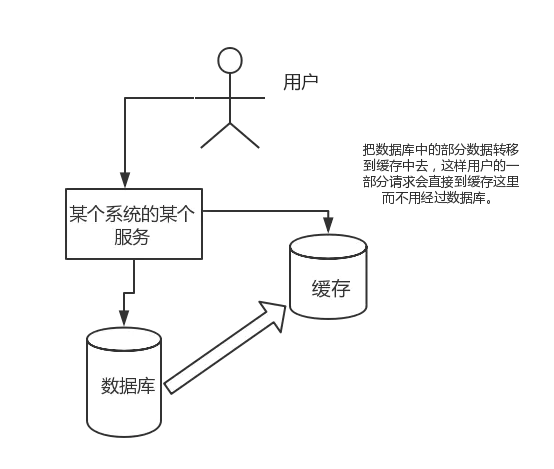 用户
把数据库中的部分数据转移
到缓存中去，这样用户的一
部分请求会直接到缓存这里
而不用经过数据库。
某个系统的某个
服务
缓存
数据库